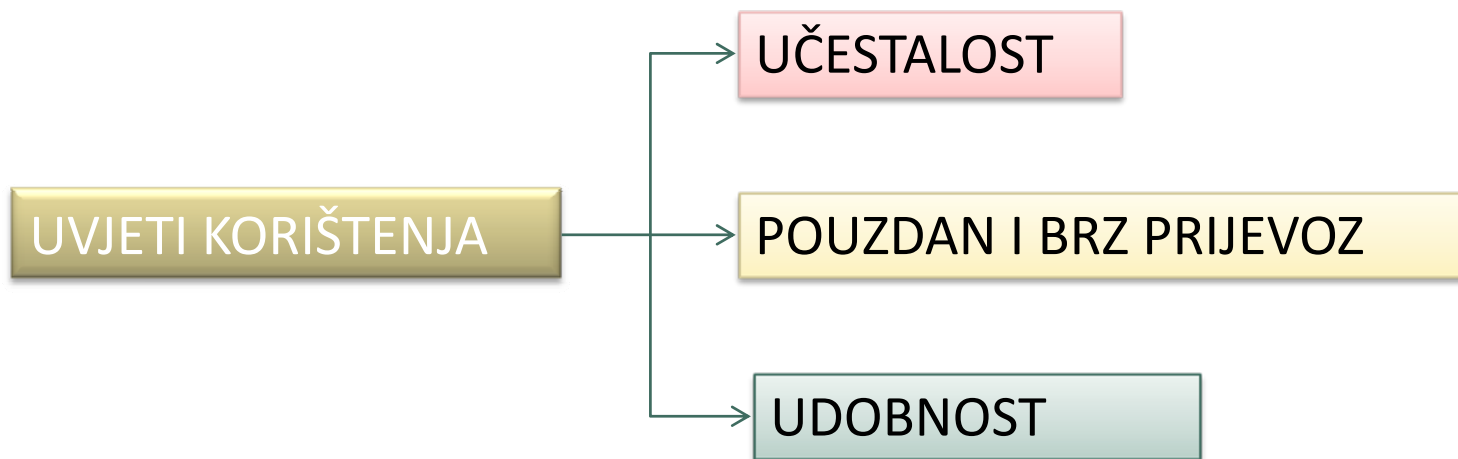 UČESTALOST
UVJETI KORIŠTENJA
POUZDAN I BRZ PRIJEVOZ
UDOBNOST